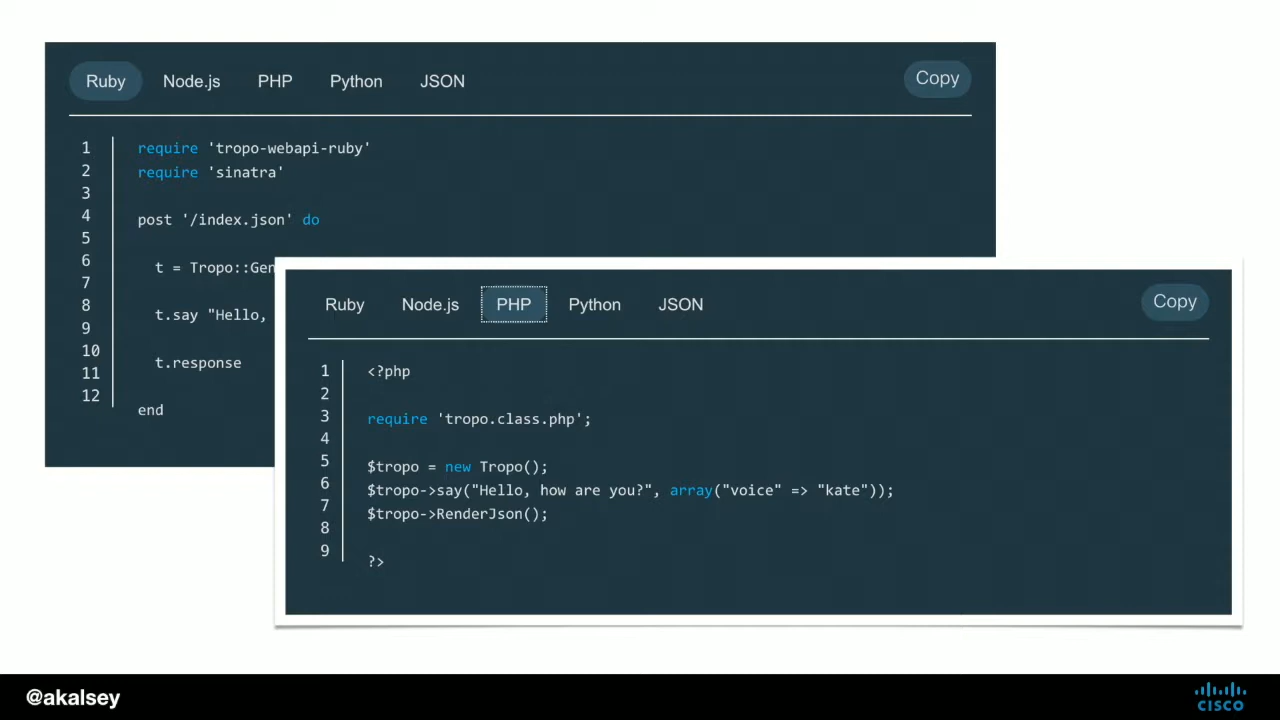 Ruby Node.js PHP Python JSON Copy
1 require 'tropo-webapi-ruby'
2 require 'sinatra'
3
4 post '/index.json' do
5
6 t = Tropo::Gen
7
8 t.say "Hello,
9
10 t.response
11
12 end
Ruby Node.js PHP Python JSON Copy
1 <?php
2
3 require 'tropo.class.php';
4
5 $tropo = new Tropo();
6 $tropo->say("Hello, how are you?", array("voice" => "kate"));
7 $tropo->RenderJson();
8
9 ?>
@akalsey
CISCO